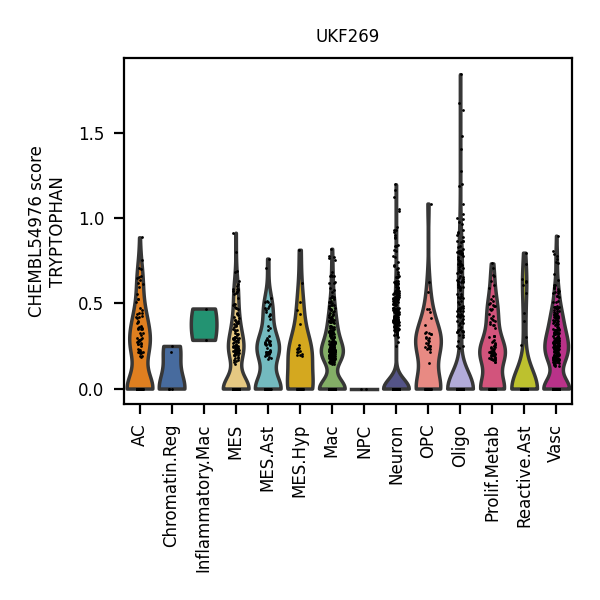 UKF269
CHEMBL54976 score
TRYPTOPHAN
1.5
1.0
0.5
0.0
AC
Chromatin.Reg
Inflammatory.Mac
MES
MES.Ast
MES.Hyp
Mac
NPC
Neuron
OPC
Oligo
Prolif.Metab
Reactive.Ast
Vasc